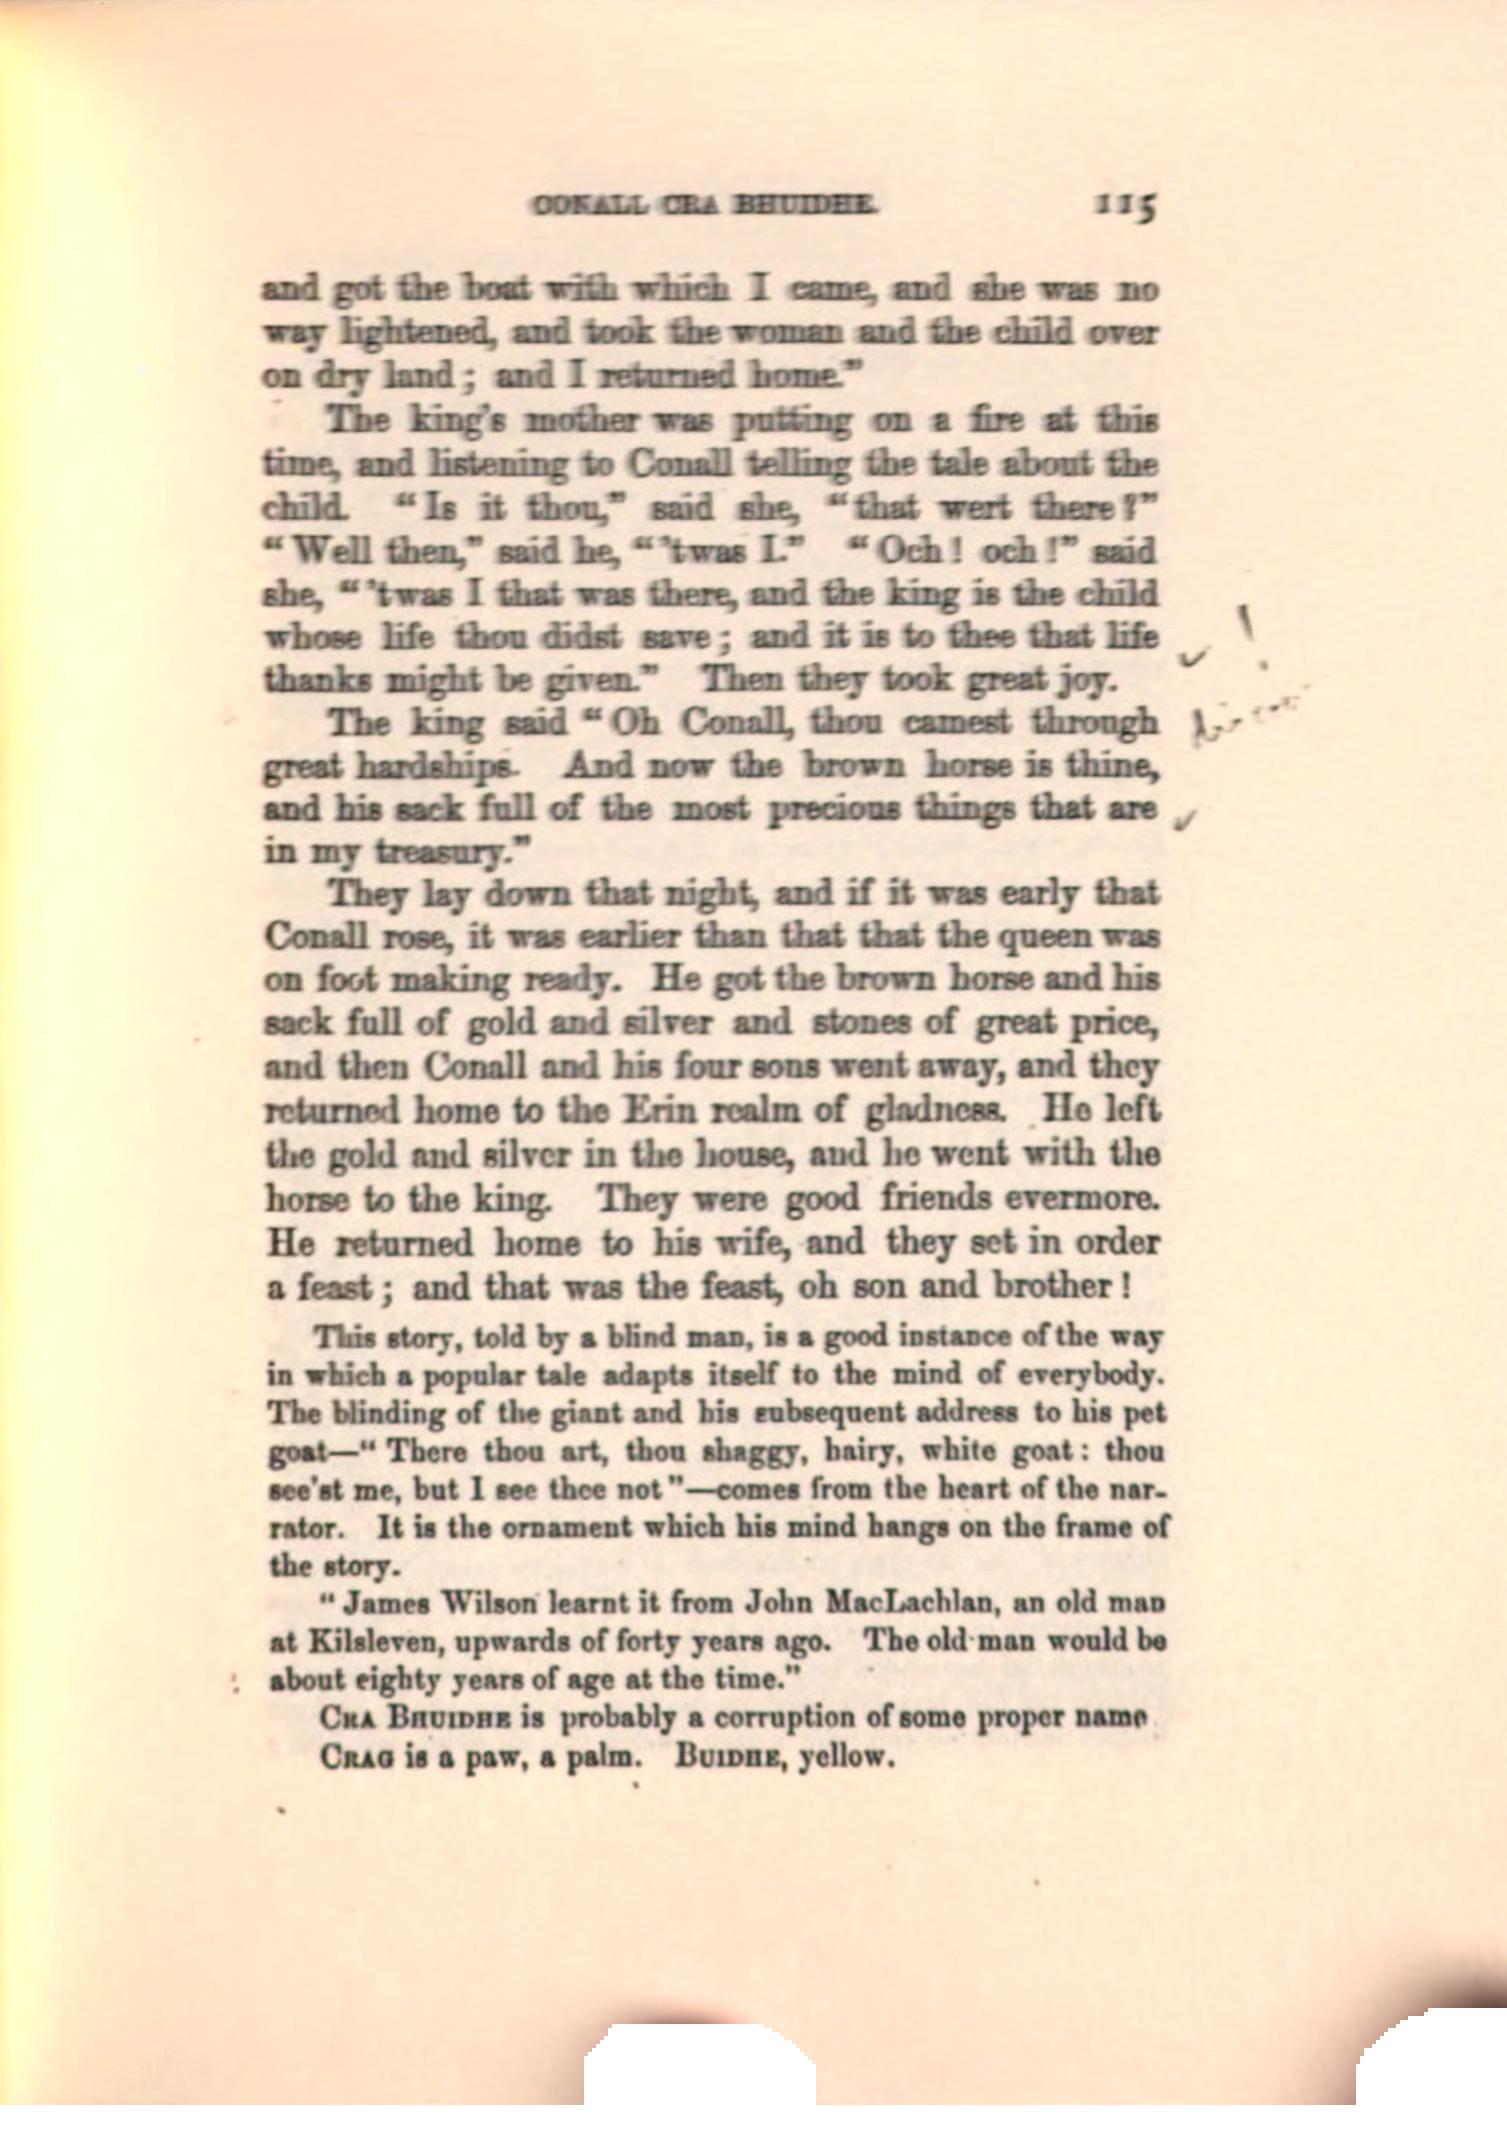 CONALL CRA BHUIDHE. 115
and got the boat with which I came, and she was no
way lightened, and took the woman and the child over
on dry land; and I returned home.”
The king’s mother was putting on a fire at this
time, and listening to Conall telling the tale about the
child. “Is it thou,” said she, “that wert there?”
“Well then,” said he, “’twas I.” “Och! och!” said
she, “’twas I that was there, and the king is the child
whose life thou didst save; and it is to thee that life
thanks might be given.” Then they took great joy.
The king said “Oh Conall, thou camest through
great hardships. And now the brown horse is thine,
and his sack full of the most precious things that are
in my treasury.”
They lay down that night, and if it was early that
Conall rose, it was earlier than that that the queen was
on foot making ready. He got the brown horse and his
sack full of gold and silver and stones of great price,
and then Conall and his four sons went away, and they
returned home to the Erin realm of gladness. He left
the gold and silver in the house, and he went with the
horse to the king. They were good friends evermore.
He returned home to his wife, and they set in order
a feast; and that was the feast, oh son and brother!
This story, told by a blind man, is a good instance of the way
in which a popular tale adapts itself to the mind of everybody.
The blinding of the giant and his subsequent address to his pet
goat—“There thou art, thou shaggy, hairy, white goat: thou
see’st me, but I see thee not”—comes from the heart of the nar-
rator. It is the ornament which his mind hangs on the frame of
the story.
“James Wilson learnt it from John MacLachlan, an old man
at Kilsleven, upwards of forty years ago. The old man would be
about eighty years of age at the time.”
CRA BHUIDHE is probably a corruption of some proper name
CRAG is a paw, a palm. BUIDHE, yellow.